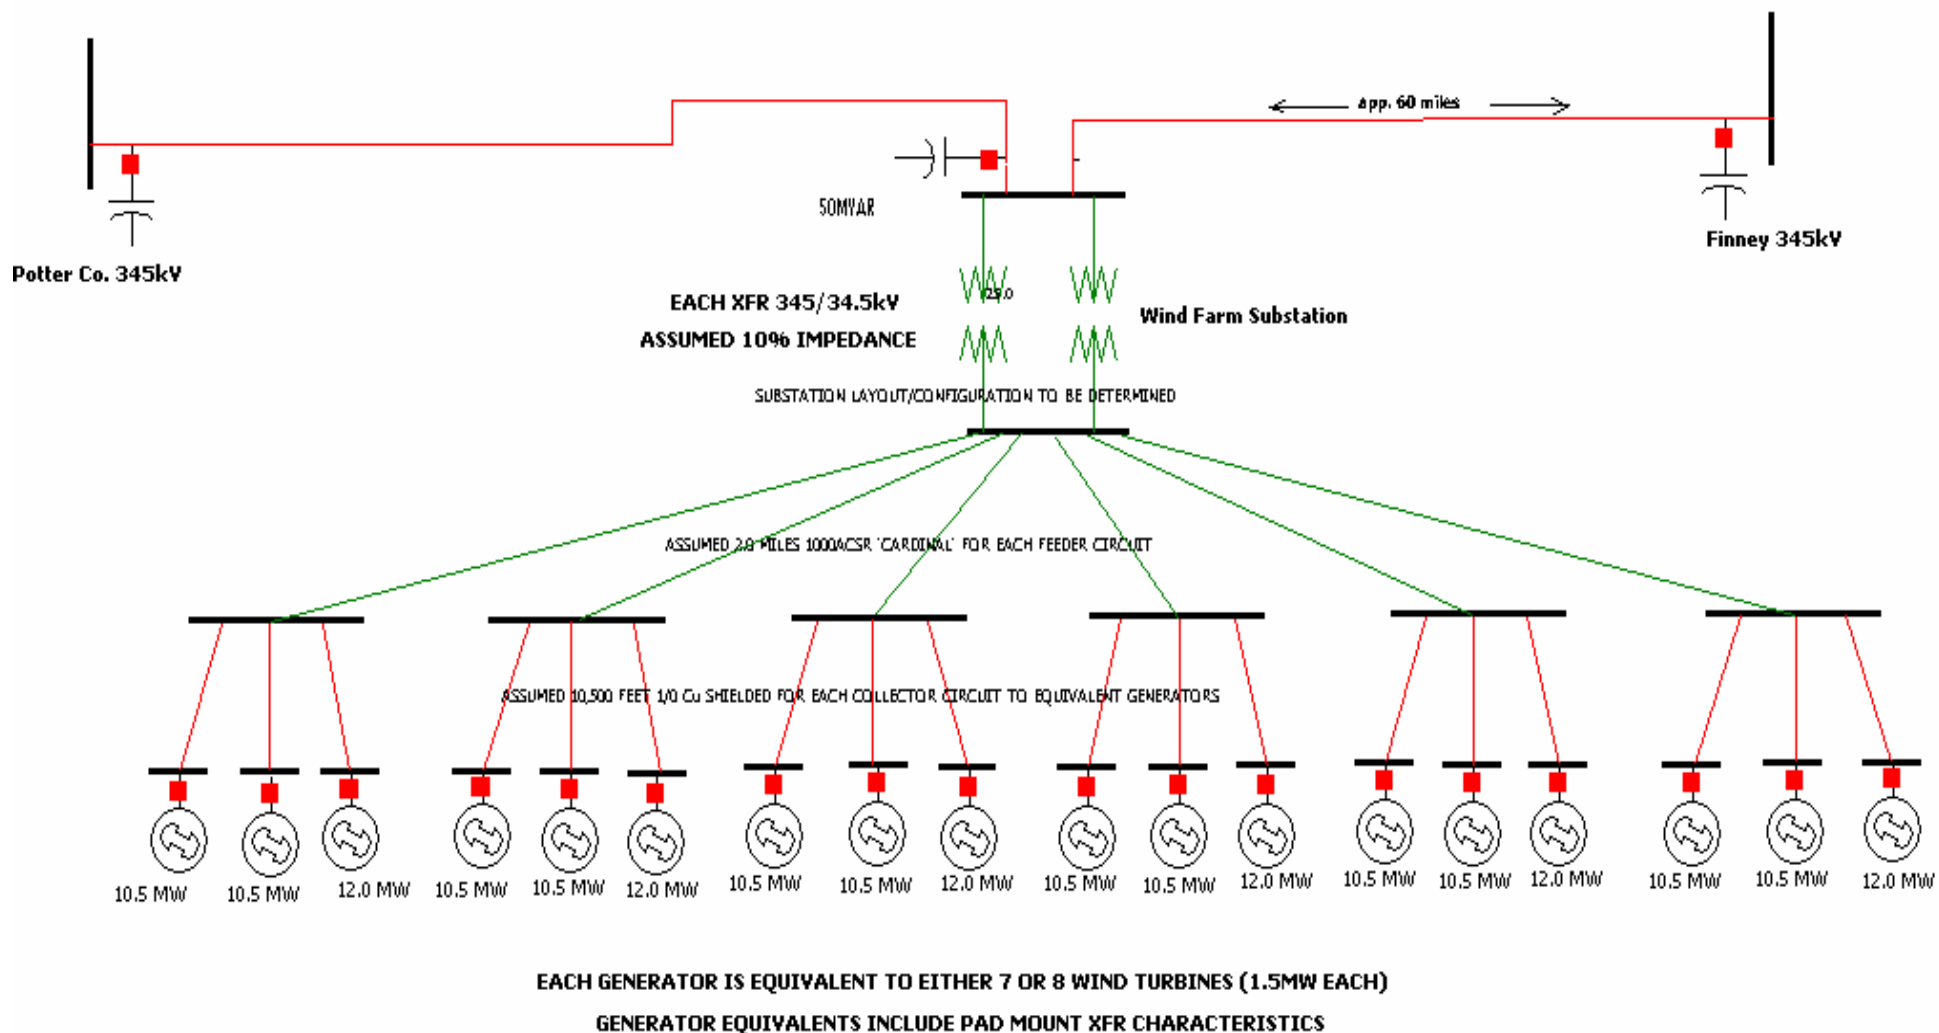 app. 60 miles
50MVAR
Finney 345kV
Potter Co. 345kV
EACH XFR 345/34.5kV
Wind Farm Substation
ASSUMED 10% IMPEDANCE
SUBSTATION LAYOUT/CONFIGURATION TO BE DETERMINED
ASSUMED 2.0 MILES 1000ACSR 'CARDINAL' FOR EACH FEEDER CIRCUIT
ASSUMED 10,500 FEET 1/0 Cu SHIELDED FOR EACH COLLECTOR CIRCUIT TO EQUIVALENT GENERATORS
10.5 MW
10.5 MW
12.0 MW
10.5 MW
10.5 MW
12.0 MW
10.5 MW
10.5 MW
12.0 MW
10.5 MW
10.5 MW
12.0 MW
10.5 MW
10.5 MW
12.0 MW
10.5 MW
10.5 MW
12.0 MW
EACH GENERATOR IS EQUIVALENT TO EITHER 7 OR 8 WIND TURBINES (1.5MW EACH)
GENERATOR EQUIVALENTS INCLUDE PAD MOUNT XFR CHARACTERISTICS